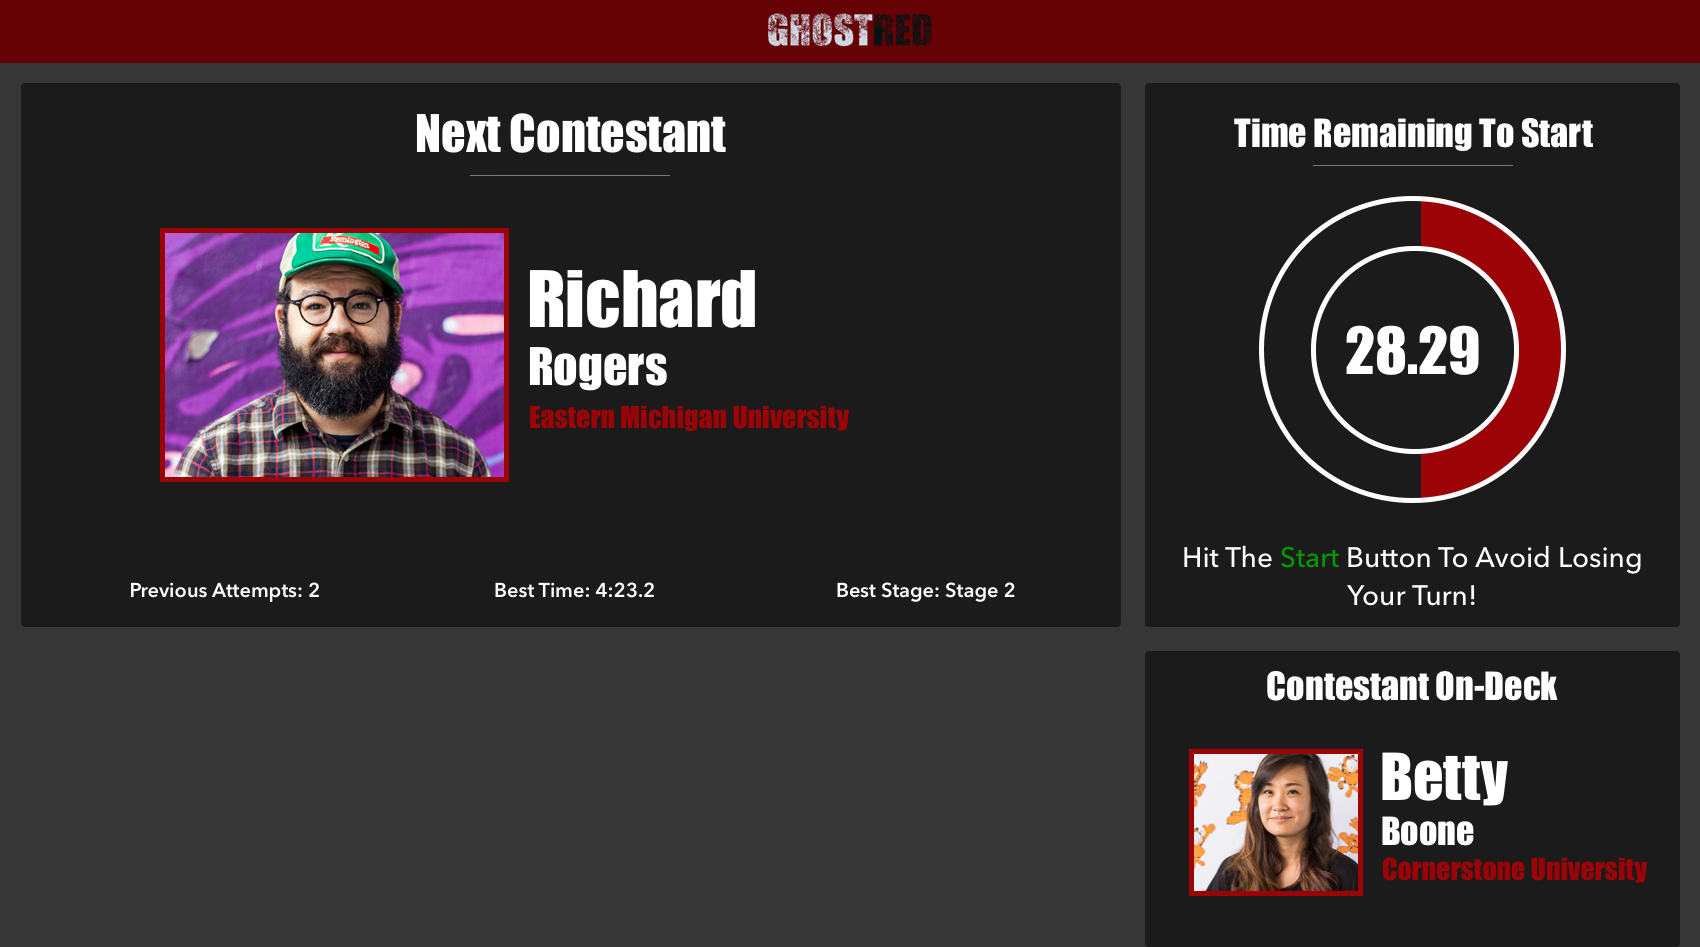 GHOSTRED
Next Contestant
Remington
Richard
Rogers
Eastern Michigan University
Previous Attempts: 2
Best Time: 4:23.2
Best Stage: Stage 2
Time Remaining To Start
28.29
Hit The Start Button To Avoid Losing
Your Turn!
Contestant On-Deck
Betty
Boone
Cornerstone University